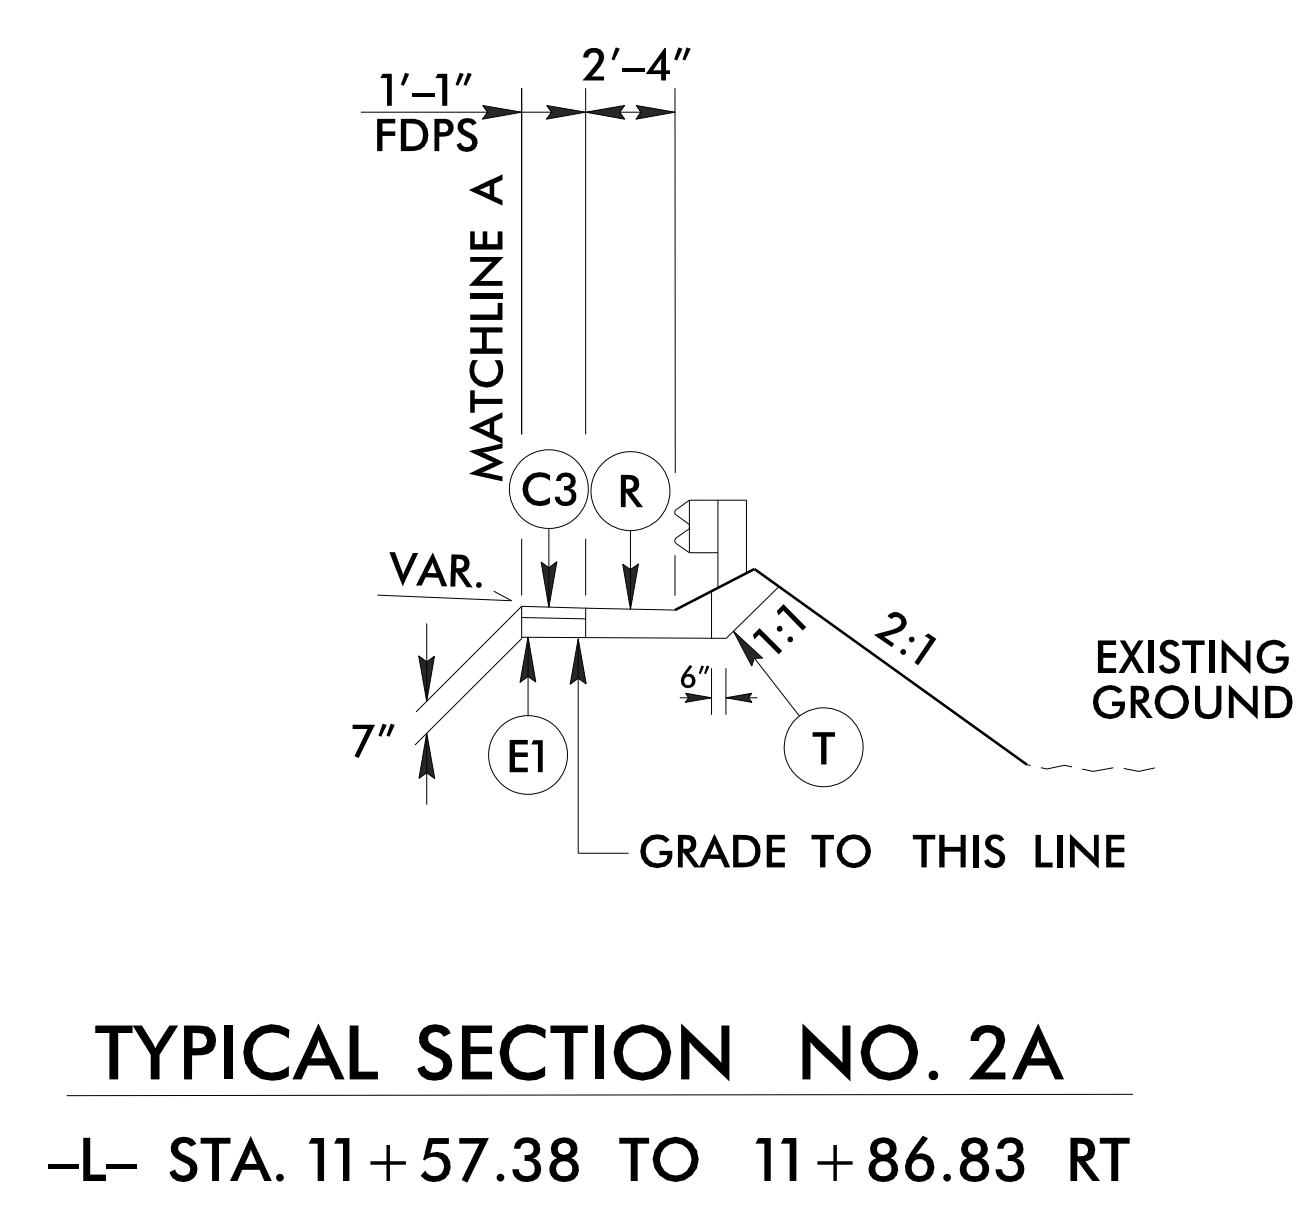 2'–4"
1'–1"
FDPS
MATCHLINE A
C3
R
VAR.
1:1
2:1
EXISTING
GROUND
6"
7"
E1
T
GRADE TO THIS LINE
TYPICAL SECTION NO. 2A
–L– STA. 11+57.38 TO 11+86.83 RT